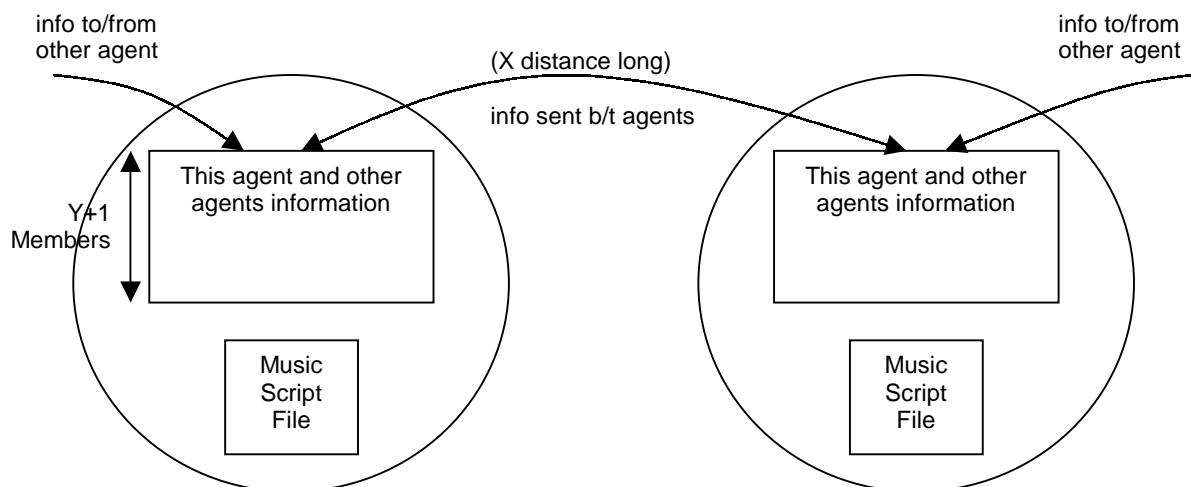 info to/from
other agent
(X distance long)
info sent b/t agents
info to/from
other agent
This agent and other
agents information
Y+1
Members
Music
Script
File
This agent and other
agents information
Music
Script
File